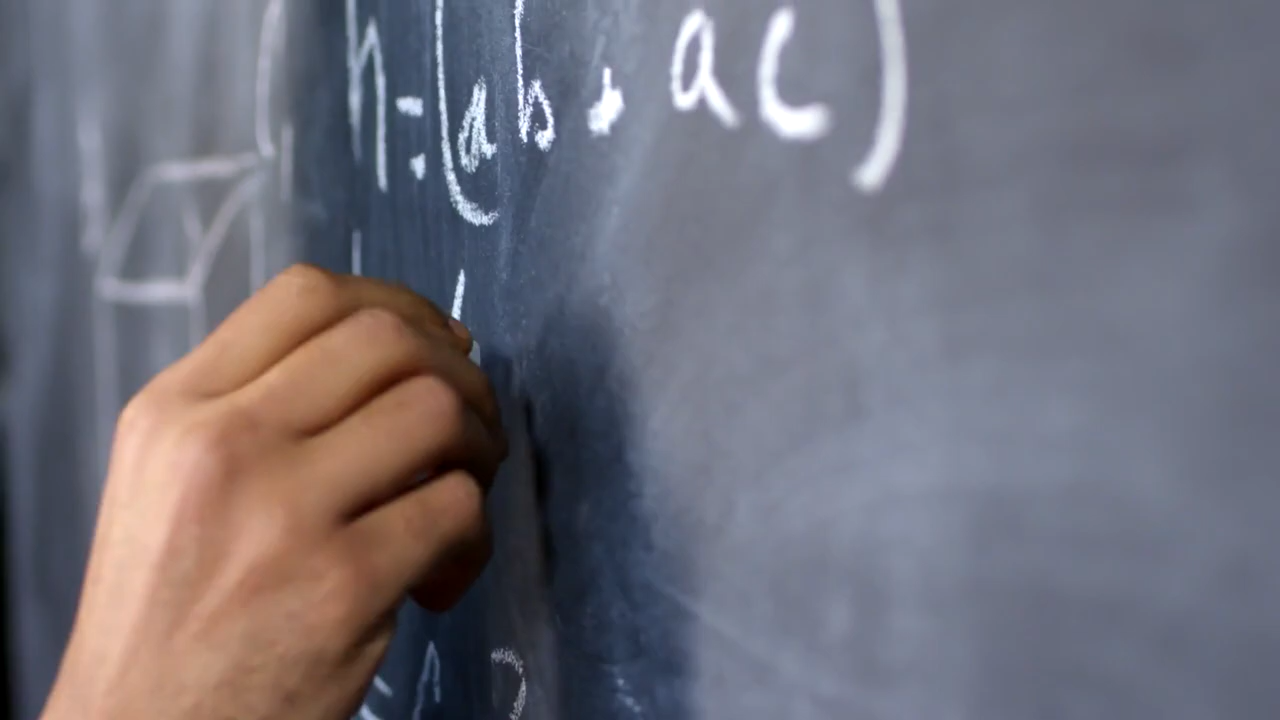 h = (ab + ac)